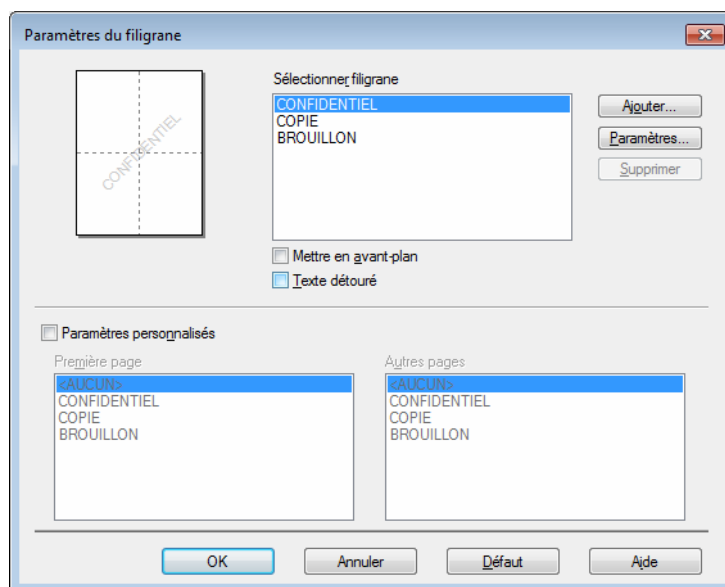 Paramètres du filigrane
Sélectionner filigrane
CONFIDENTIEL
CONFIDENTIEL
COPIE
BROUILLON
Ajouter...
Paramètres...
Supprimer
Mettre en avant-plan
Texte détouré
Paramètres personnalisés
Première page
<AUCUN>
CONFIDENTIEL
COPIE
BROUILLON
Autres pages
<AUCUN>
CONFIDENTIEL
COPIE
BROUILLON
OK
Annuler
Défaut
Aide